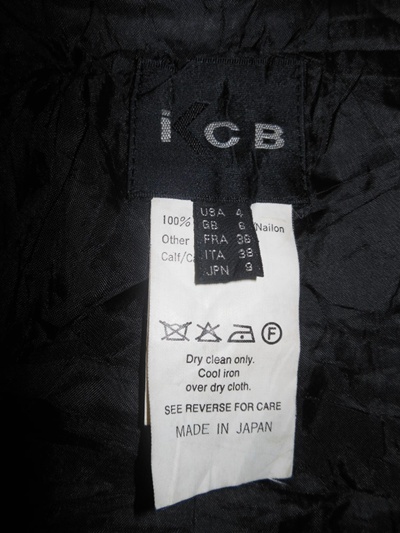 iCB
USA 4
GB 6
FRA 36
ITA 38
JPN 9
100% Nailon
Other
Calf/
F
Dry clean only.
Cool iron
over dry cloth.
SEE REVERSE FOR CARE
MADE IN JAPAN